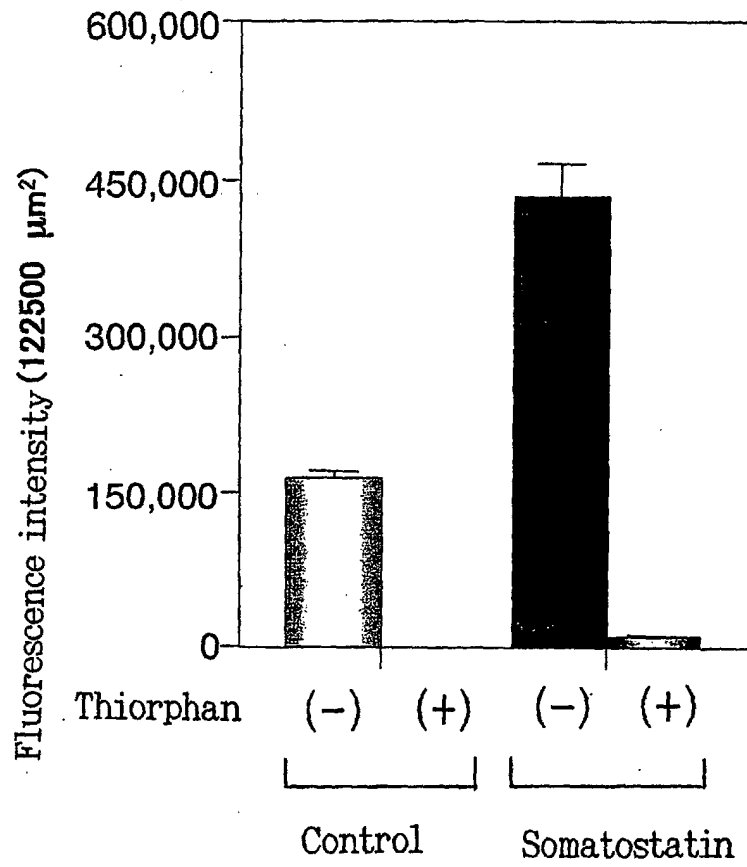 Fluorescence intensity (122500 μm²)
600,000
450,000
300,000
150,000
0
Thiorphan (-) (+) (-) (+)
Control Somatostatin